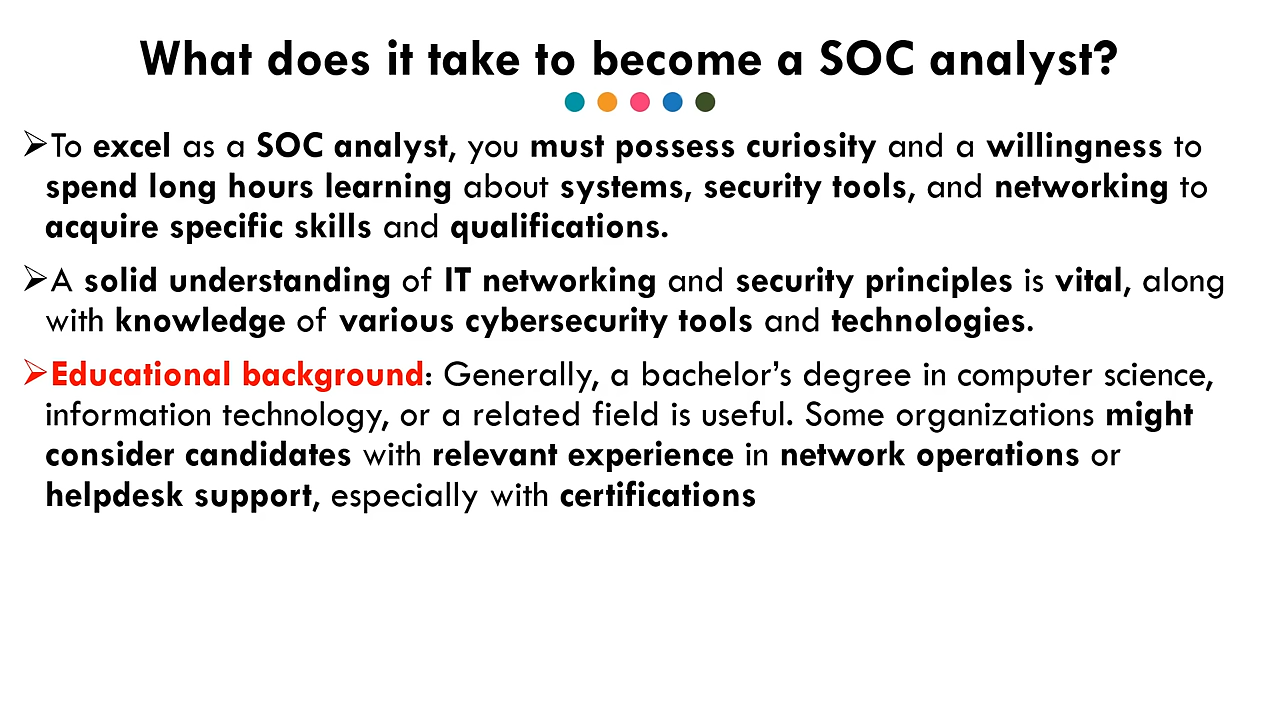 What does it take to become a SOC analyst?
➢To excel as a SOC analyst, you must possess curiosity and a willingness to
spend long hours learning about systems, security tools, and networking to
acquire specific skills and qualifications.
➢A solid understanding of IT networking and security principles is vital, along
with knowledge of various cybersecurity tools and technologies.
➢Educational background: Generally, a bachelor’s degree in computer science,
information technology, or a related field is useful. Some organizations might
consider candidates with relevant experience in network operations or
helpdesk support, especially with certifications